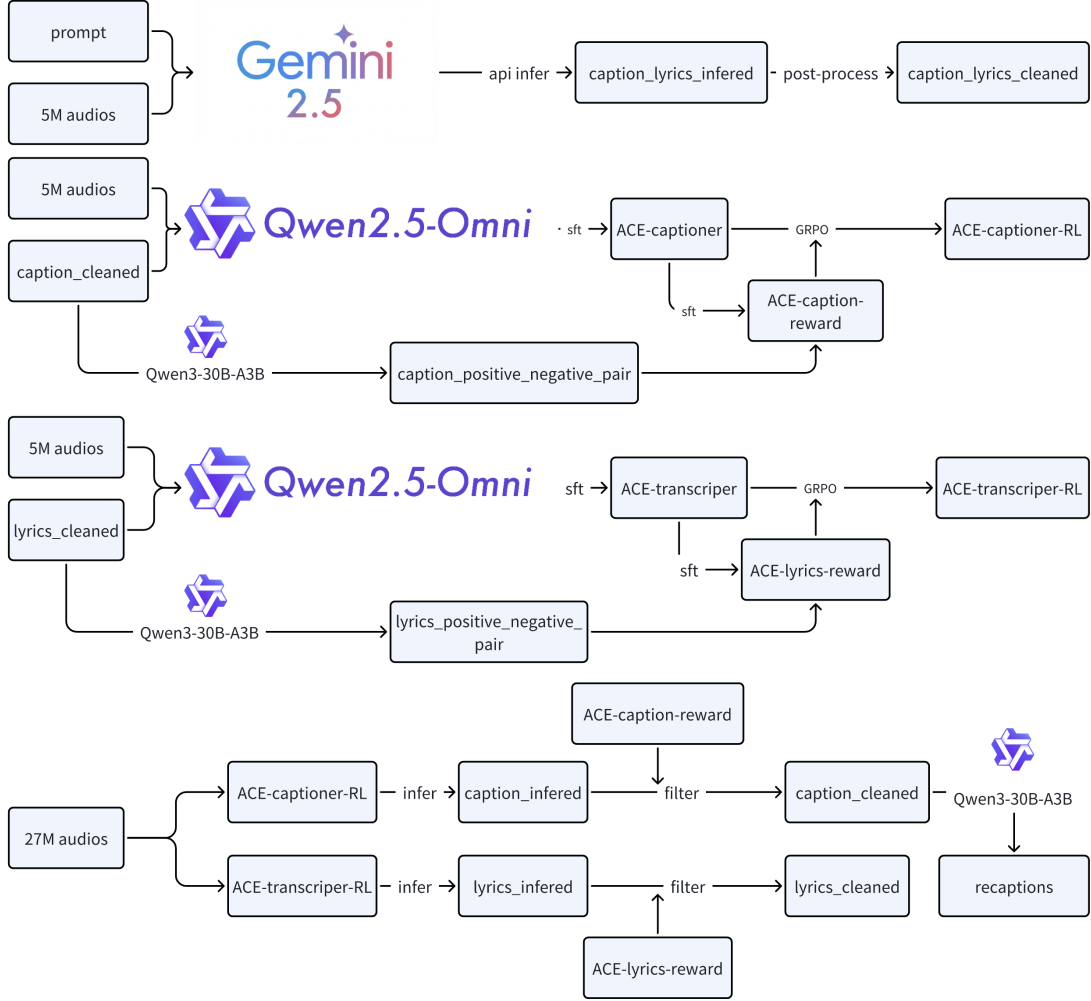 prompt
5M audios
Gemini
2.5
api infer
caption_lyrics_infered
post-process
caption_lyrics_cleaned
5M audios
caption_cleaned
Qwen2.5-Omni
sft
ACE-captioner
GRPO
ACE-captioner-RL
sft
ACE-caption-
reward
Qwen3-30B-A3B
caption_positive_negative_pair
5M audios
lyrics_cleaned
Qwen2.5-Omni
sft
ACE-transcriper
GRPO
ACE-transcriper-RL
sft
ACE-lyrics-reward
Qwen3-30B-A3B
lyrics_positive_negative_
pair
ACE-caption-reward
27M audios
ACE-captioner-RL
infer
caption_infered
filter
caption_cleaned
Qwen3-30B-A3B
ACE-transcriper-RL
infer
lyrics_infered
filter
lyrics_cleaned
recaptions
ACE-lyrics-reward